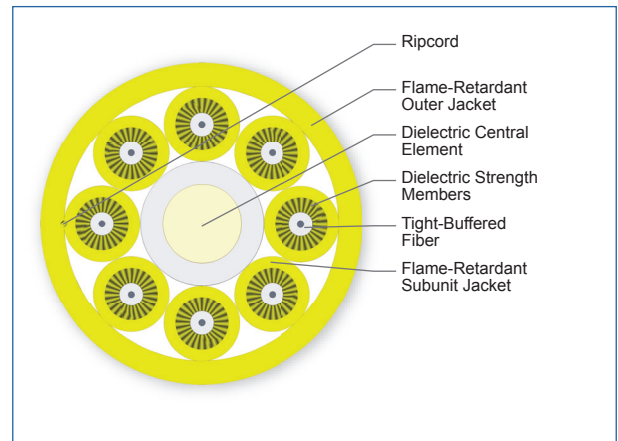 Ripcord
Flame-Retardant
Outer Jacket
Dielectric Central
Element
Dielectric Strength
Members
Tight-Buffered
Fiber
Flame-Retardant
Subunit Jacket